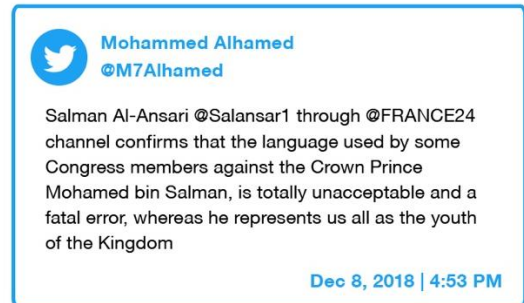 Mohammed Alhamed
@M7Alhamed
Salman Al-Ansari @Salansar1 through @FRANCE24
channel confirms that the language used by some
Congress members against the Crown Prince
Mohamed bin Salman, is totally unacceptable and a
fatal error, whereas he represents us all as the youth
of the Kingdom
Dec 8, 2018 | 4:53 PM